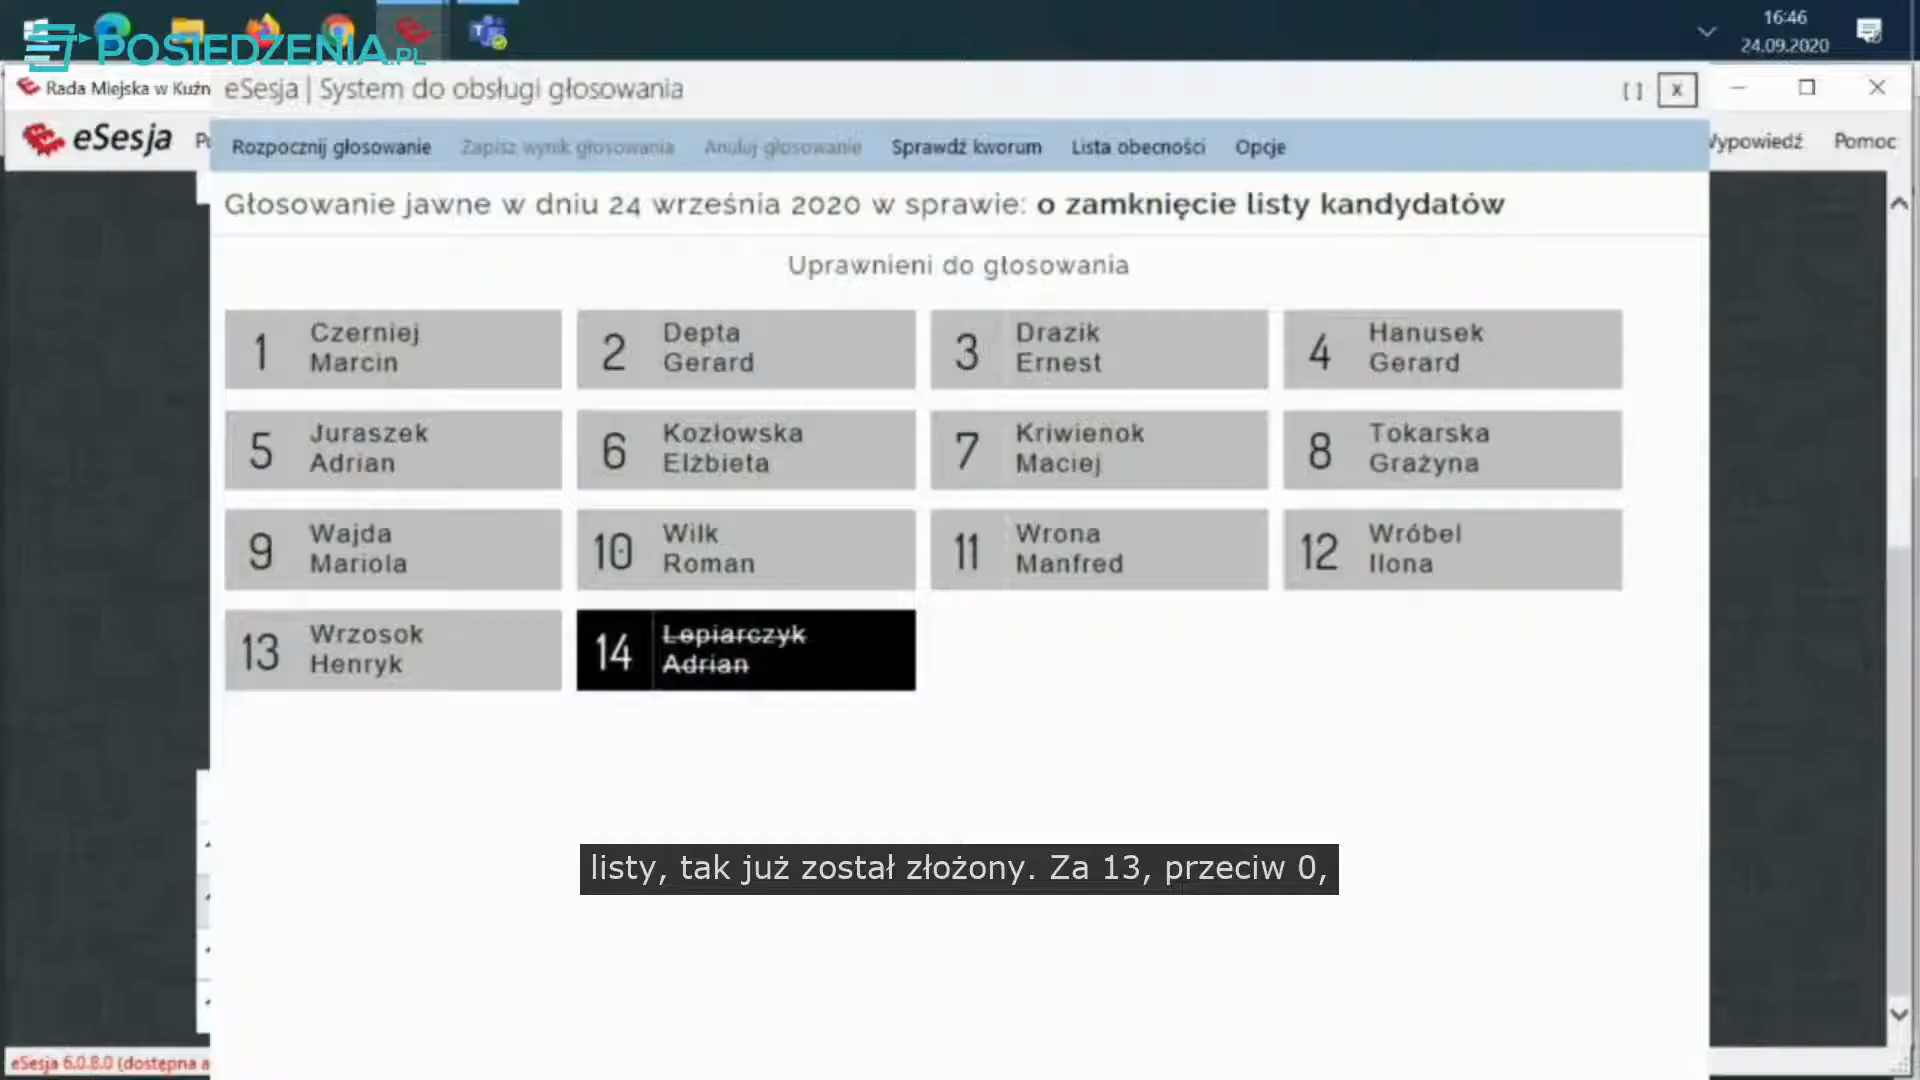 POSIEDZENIA.PL
16:46
24.09.2020
Rada Miejska w Kuźn
eSesja | System do obsługi głosowania
[ ] X
eSesja
Rozpocznij głosowanie Zapisz wynik głosowania Anuluj głosowanie Sprawdź kworum Lista obecności Opcje
Wypowiedź Pomoc
Głosowanie jawne w dniu 24 września 2020 w sprawie: o zamknięcie listy kandydatów
Uprawnieni do głosowania
1 Czerniej Marcin
2 Depta Gerard
3 Drazik Ernest
4 Hanusek Gerard
5 Juraszek Adrian
6 Kozłowska Elżbieta
7 Kriwienok Maciej
8 Tokarska Grażyna
9 Wajda Mariola
10 Wilk Roman
11 Wrona Manfred
12 Wróbel Ilona
13 Wrzosok Henryk
14 Lepiarczyk Adrian
listy, tak już został złożony. Za 13, przeciw 0,
eSesja 6.0.8.0 (dostępna a